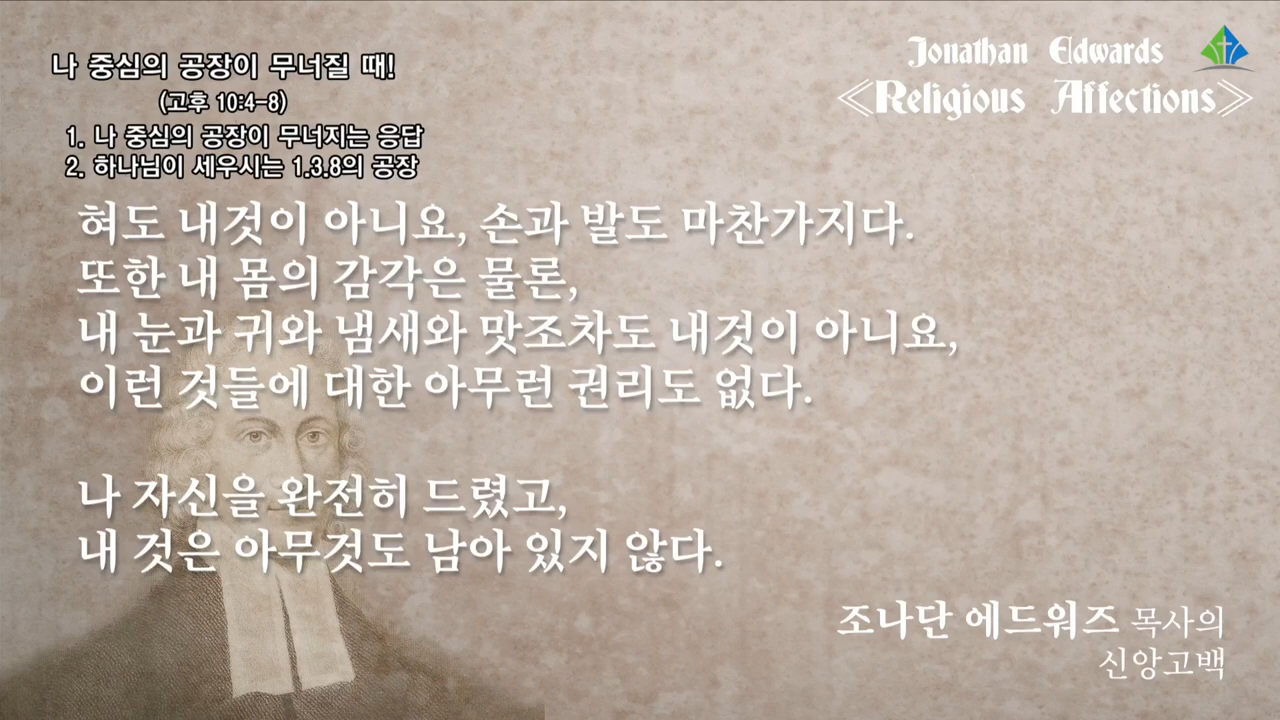 나 중심의 공장이 무너질 때!
(고후 10:4-8)
1. 나 중심의 공장이 무너지는 응답
2. 하나님이 세우시는 1.3.8의 공장
Jonathan Edwards
≪Religious Affections≫
혀도 내것이 아니요, 손과 발도 마찬가지다.
또한 내 몸의 감각은 물론,
내 눈과 귀와 냄새와 맛조차도 내것이 아니요,
이런 것들에 대한 아무런 권리도 없다.
나 자신을 완전히 드렸고,
내 것은 아무것도 남아 있지 않다.
조나단 에드워즈 목사의
신앙고백